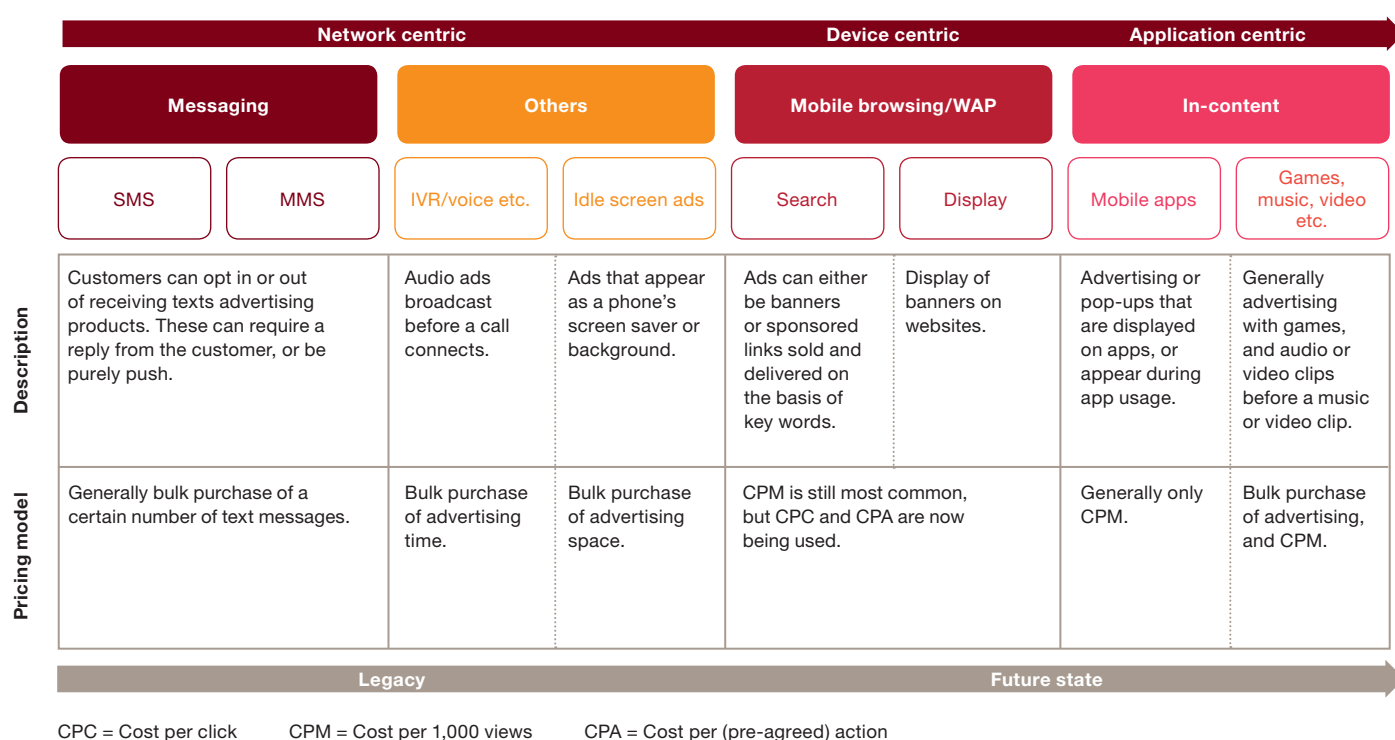 Network centric
Device centric
Application centric
Messaging
Others
Mobile browsing/WAP
In-content
SMS
MMS
IVR/voice etc.
Idle screen ads
Search
Display
Mobile apps
Games,
music, video
etc.
Description
Customers can opt in or out
of receiving texts advertising
products. These can require a
reply from the customer, or be
purely push.
Audio ads
broadcast
before a call
connects.
Ads that appear
as a phone's
screen saver or
background.
Ads can either
be banners
or sponsored
links sold and
delivered on
the basis of
key words.
Display of
banners on
websites.
Advertising or
pop-ups that
are displayed
on apps, or
appear during
app usage.
Generally
advertising
with games,
and audio or
video clips
before a music
or video clip.
Pricing model
Generally bulk purchase of a
certain number of text messages.
Bulk purchase
of advertising
time.
Bulk purchase
of advertising
space.
CPM is still most common,
but CPC and CPA are now
being used.
Generally only
CPM.
Bulk purchase
of advertising,
and CPM.
Legacy
Future state
CPC = Cost per click
CPM = Cost per 1,000 views
CPA = Cost per (pre-agreed) action